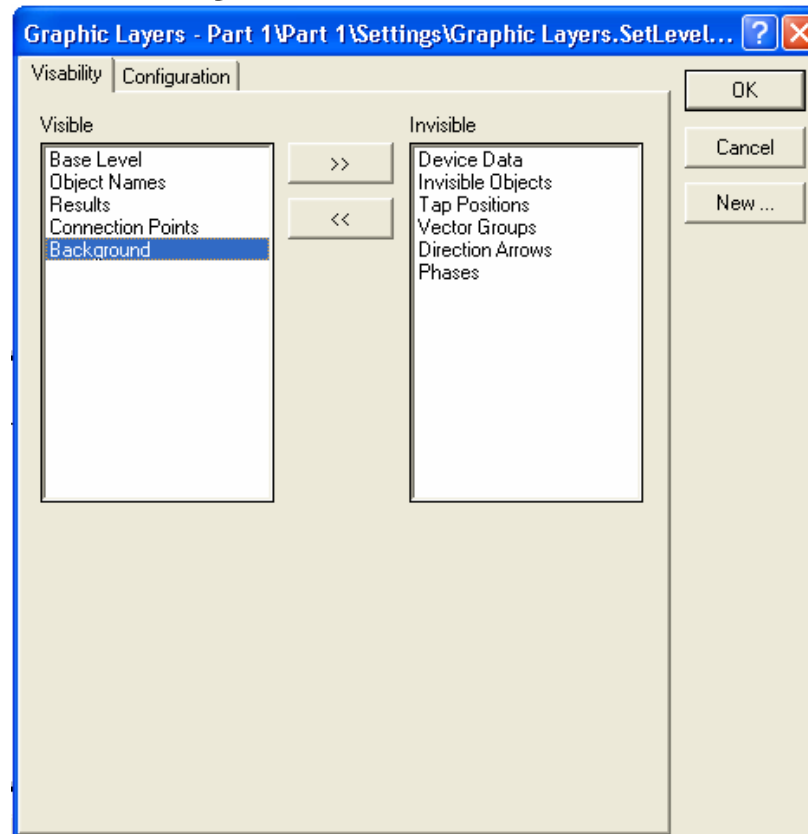 Graphic Layers - Part 1\Part 1\Settings\Graphic Layers.SetLevel... ?
Visability Configuration
OK
Visible Invisible
Cancel
Base Level >> Device Data
Object Names Invisible Objects
Results Tap Positions
New ...
Connection Points << Vector Groups
Background Direction Arrows
Phases